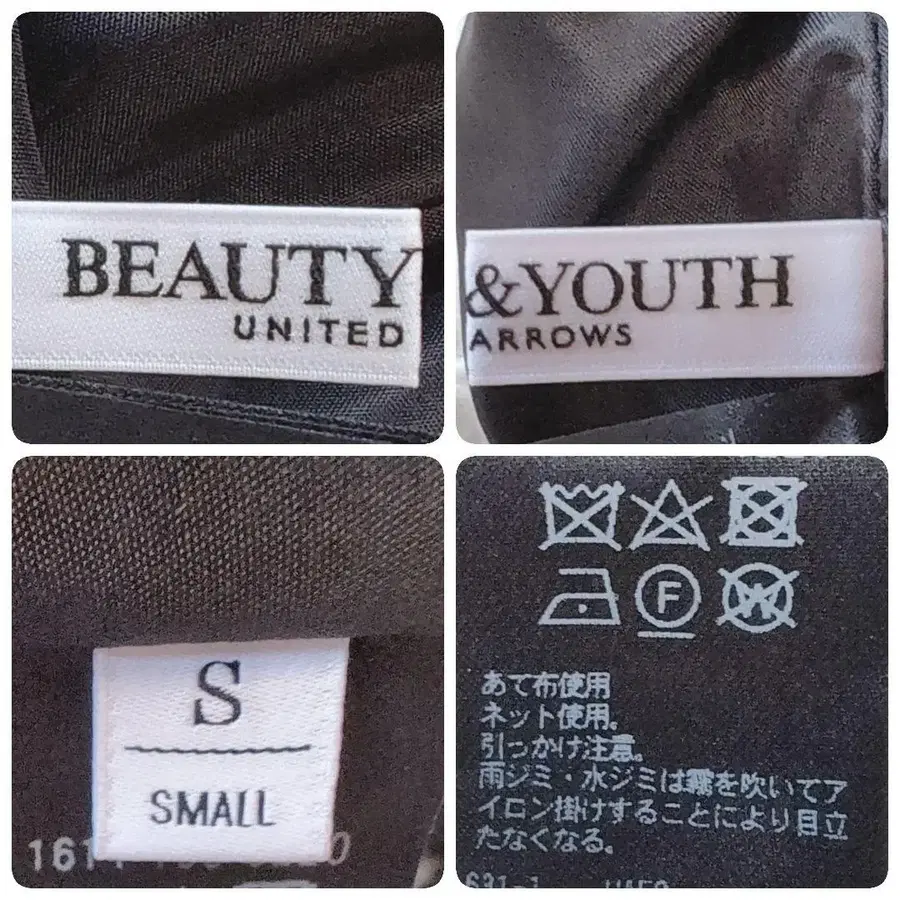 BEAUTY
UNITED
&YOUTH
ARROWS
S
SMALL
F
W
あて布使用
ネット使用。
引っかけ注意。
雨ジミ・水ジミは霧を吹いてア
イロン掛けすることにより目立
たなくなる。
631-1